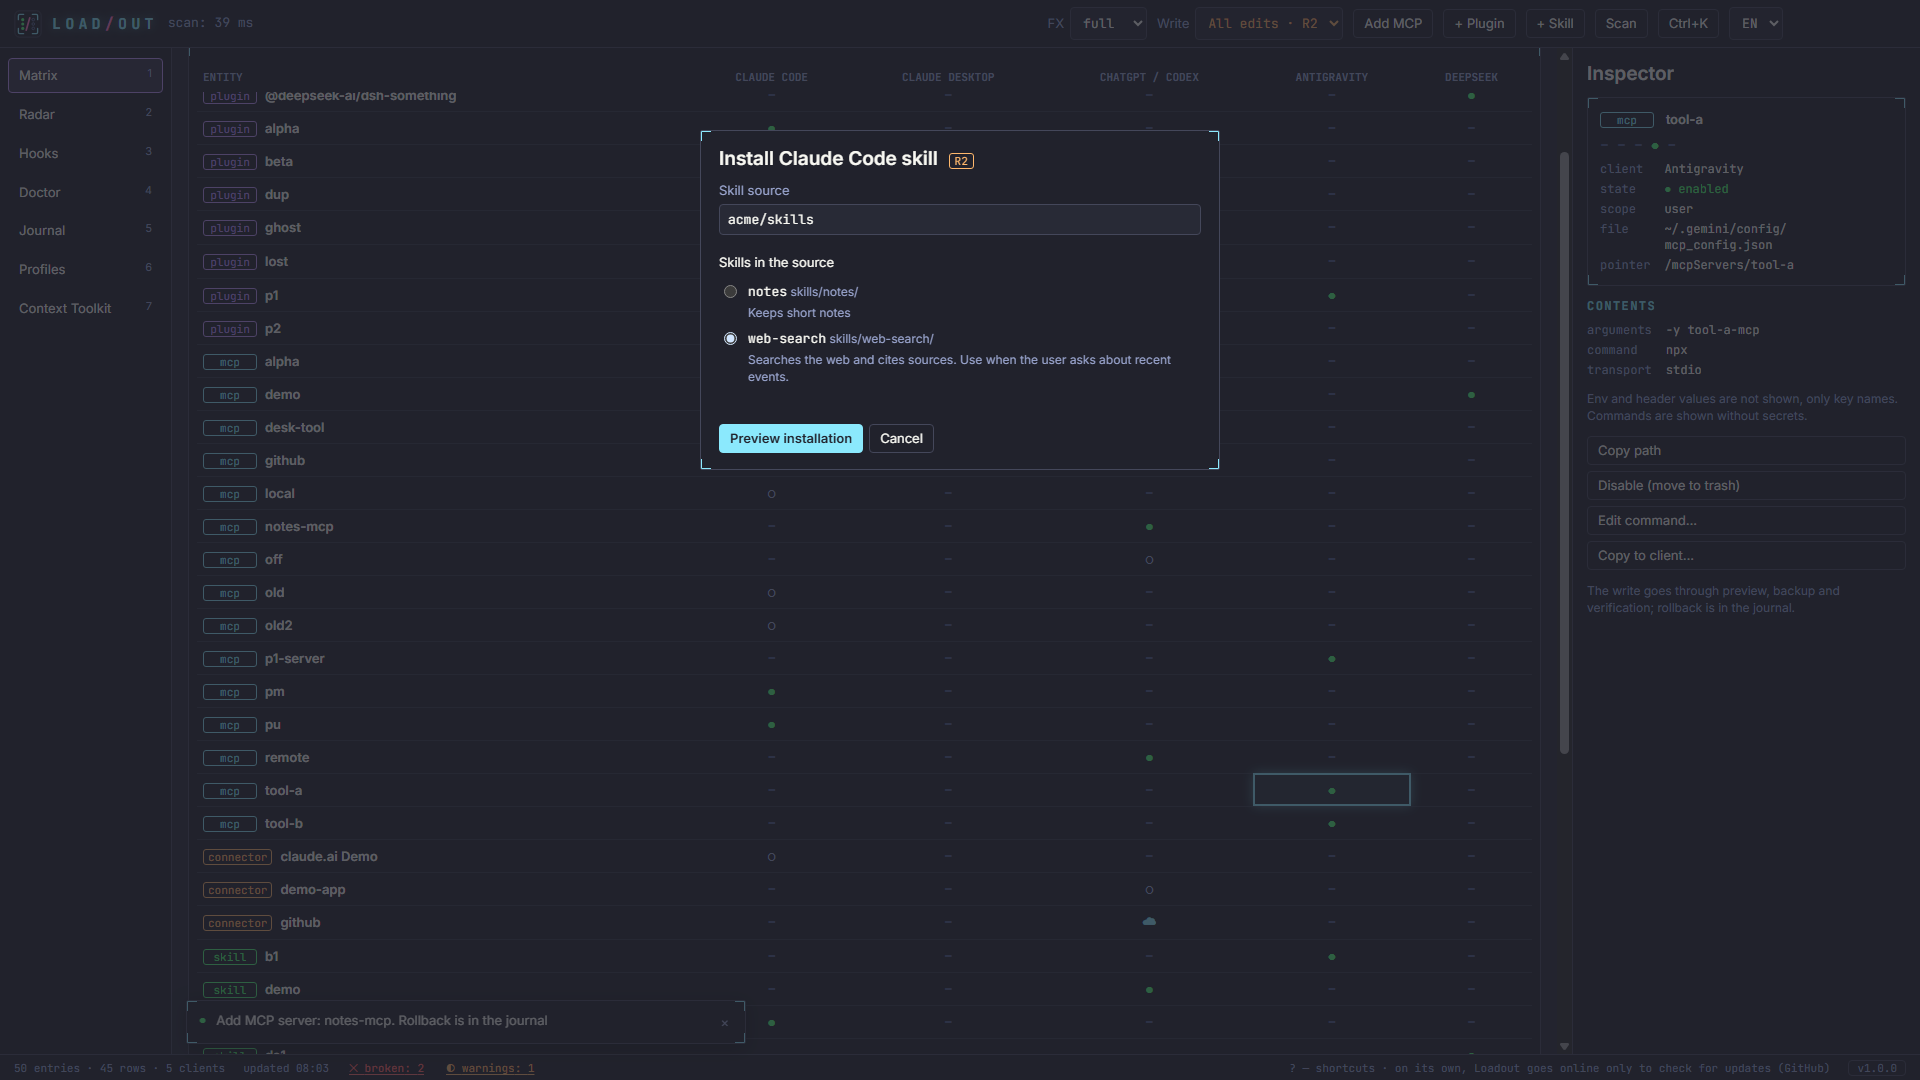 LOAD/OUT scan: 39 ms
FX full Write All edits · R2 Add MCP + Plugin + Skill Scan Ctrl+K EN
Matrix 1
Radar 2
Hooks 3
Doctor 4
Journal 5
Profiles 6
Context Toolkit 7
ENTITY CLAUDE CODE CLAUDE DESKTOP CHATGPT / CODEX ANTIGRAVITY DEEPSEEK
plugin @deepseek-ai/dsh-something
plugin alpha
plugin beta
plugin dup
plugin ghost
plugin lost
plugin p1
plugin p2
mcp alpha
mcp demo
mcp desk-tool
mcp github
mcp local
mcp notes-mcp
mcp off
mcp old
mcp old2
mcp p1-server
mcp pm
mcp pu
mcp remote
mcp tool-a
mcp tool-b
connector claude.ai Demo
connector demo-app
connector github
skill b1
skill demo
Install Claude Code skill R2
Skill source
acme/skills
Skills in the source
notes skills/notes/
Keeps short notes
web-search skills/web-search/
Searches the web and cites sources. Use when the user asks about recent
events.
Preview installation Cancel
Inspector
mcp tool-a
client Antigravity
state enabled
scope user
file ~/.gemini/config/
mcp_config.json
pointer /mcpServers/tool-a
CONTENTS
arguments -y tool-a-mcp
command npx
transport stdio
Env and header values are not shown, only key names.
Commands are shown without secrets.
Copy path
Disable (move to trash)
Edit command...
Copy to client...
The write goes through preview, backup and
verification; rollback is in the journal.
Add MCP server: notes-mcp. Rollback is in the journal ×
50 entries · 45 rows · 5 clients updated 08:03 broken: 2 warnings: 1
? — shortcuts · on its own, Loadout goes online only to check for updates (GitHub) v1.0.0